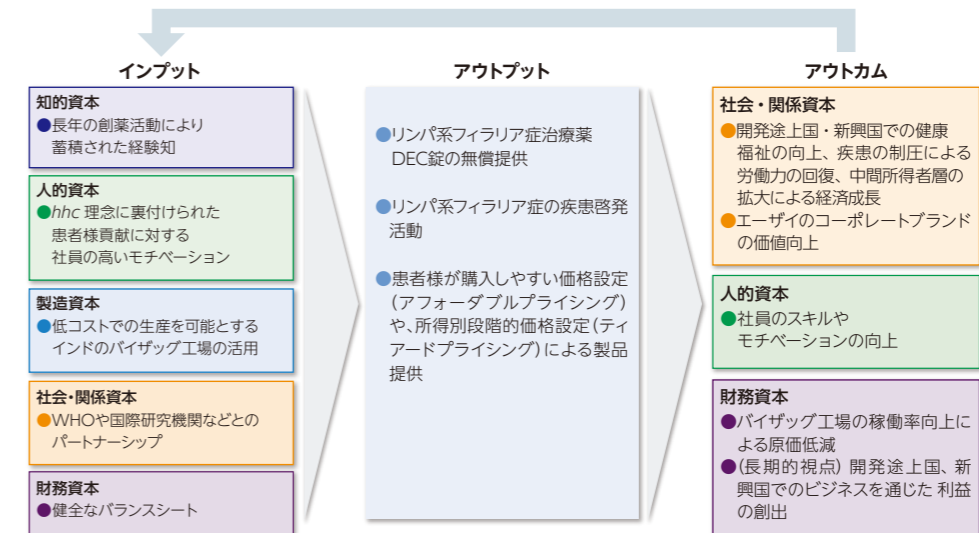 インプット
知的資本
●長年の創薬活動により
蓄積された経験知
人的資本
●hhc 理念に裏付けられた
患者様貢献に対する
社員の高いモチベーション
製造資本
●低コストでの生産を可能とする
インドのバイザッグ工場の活用
社会・関係資本
●WHOや国際研究機関などとの
パートナーシップ
財務資本
●健全なバランスシート
アウトプット
●リンパ系フィラリア症治療薬
DEC錠の無償提供
●リンパ系フィラリア症の疾患啓発
活動
●患者様が購入しやすい価格設定
(アフォーダブルプライシング)
や、所得別段階的価格設定(ティ
アードプライシング)による製品
提供
アウトカム
社会・関係資本
●開発途上国・新興国での健康
福祉の向上、疾患の制圧による
労働力の回復、中間所得者層の
拡大による経済成長
●エーザイのコーポレートブランド
の価値向上
人的資本
●社員のスキルや
モチベーションの向上
財務資本
●バイザッグ工場の稼働率向上に
よる原価低減
●(長期的視点) 開発途上国、新
興国でのビジネスを通じた 利益
の創出